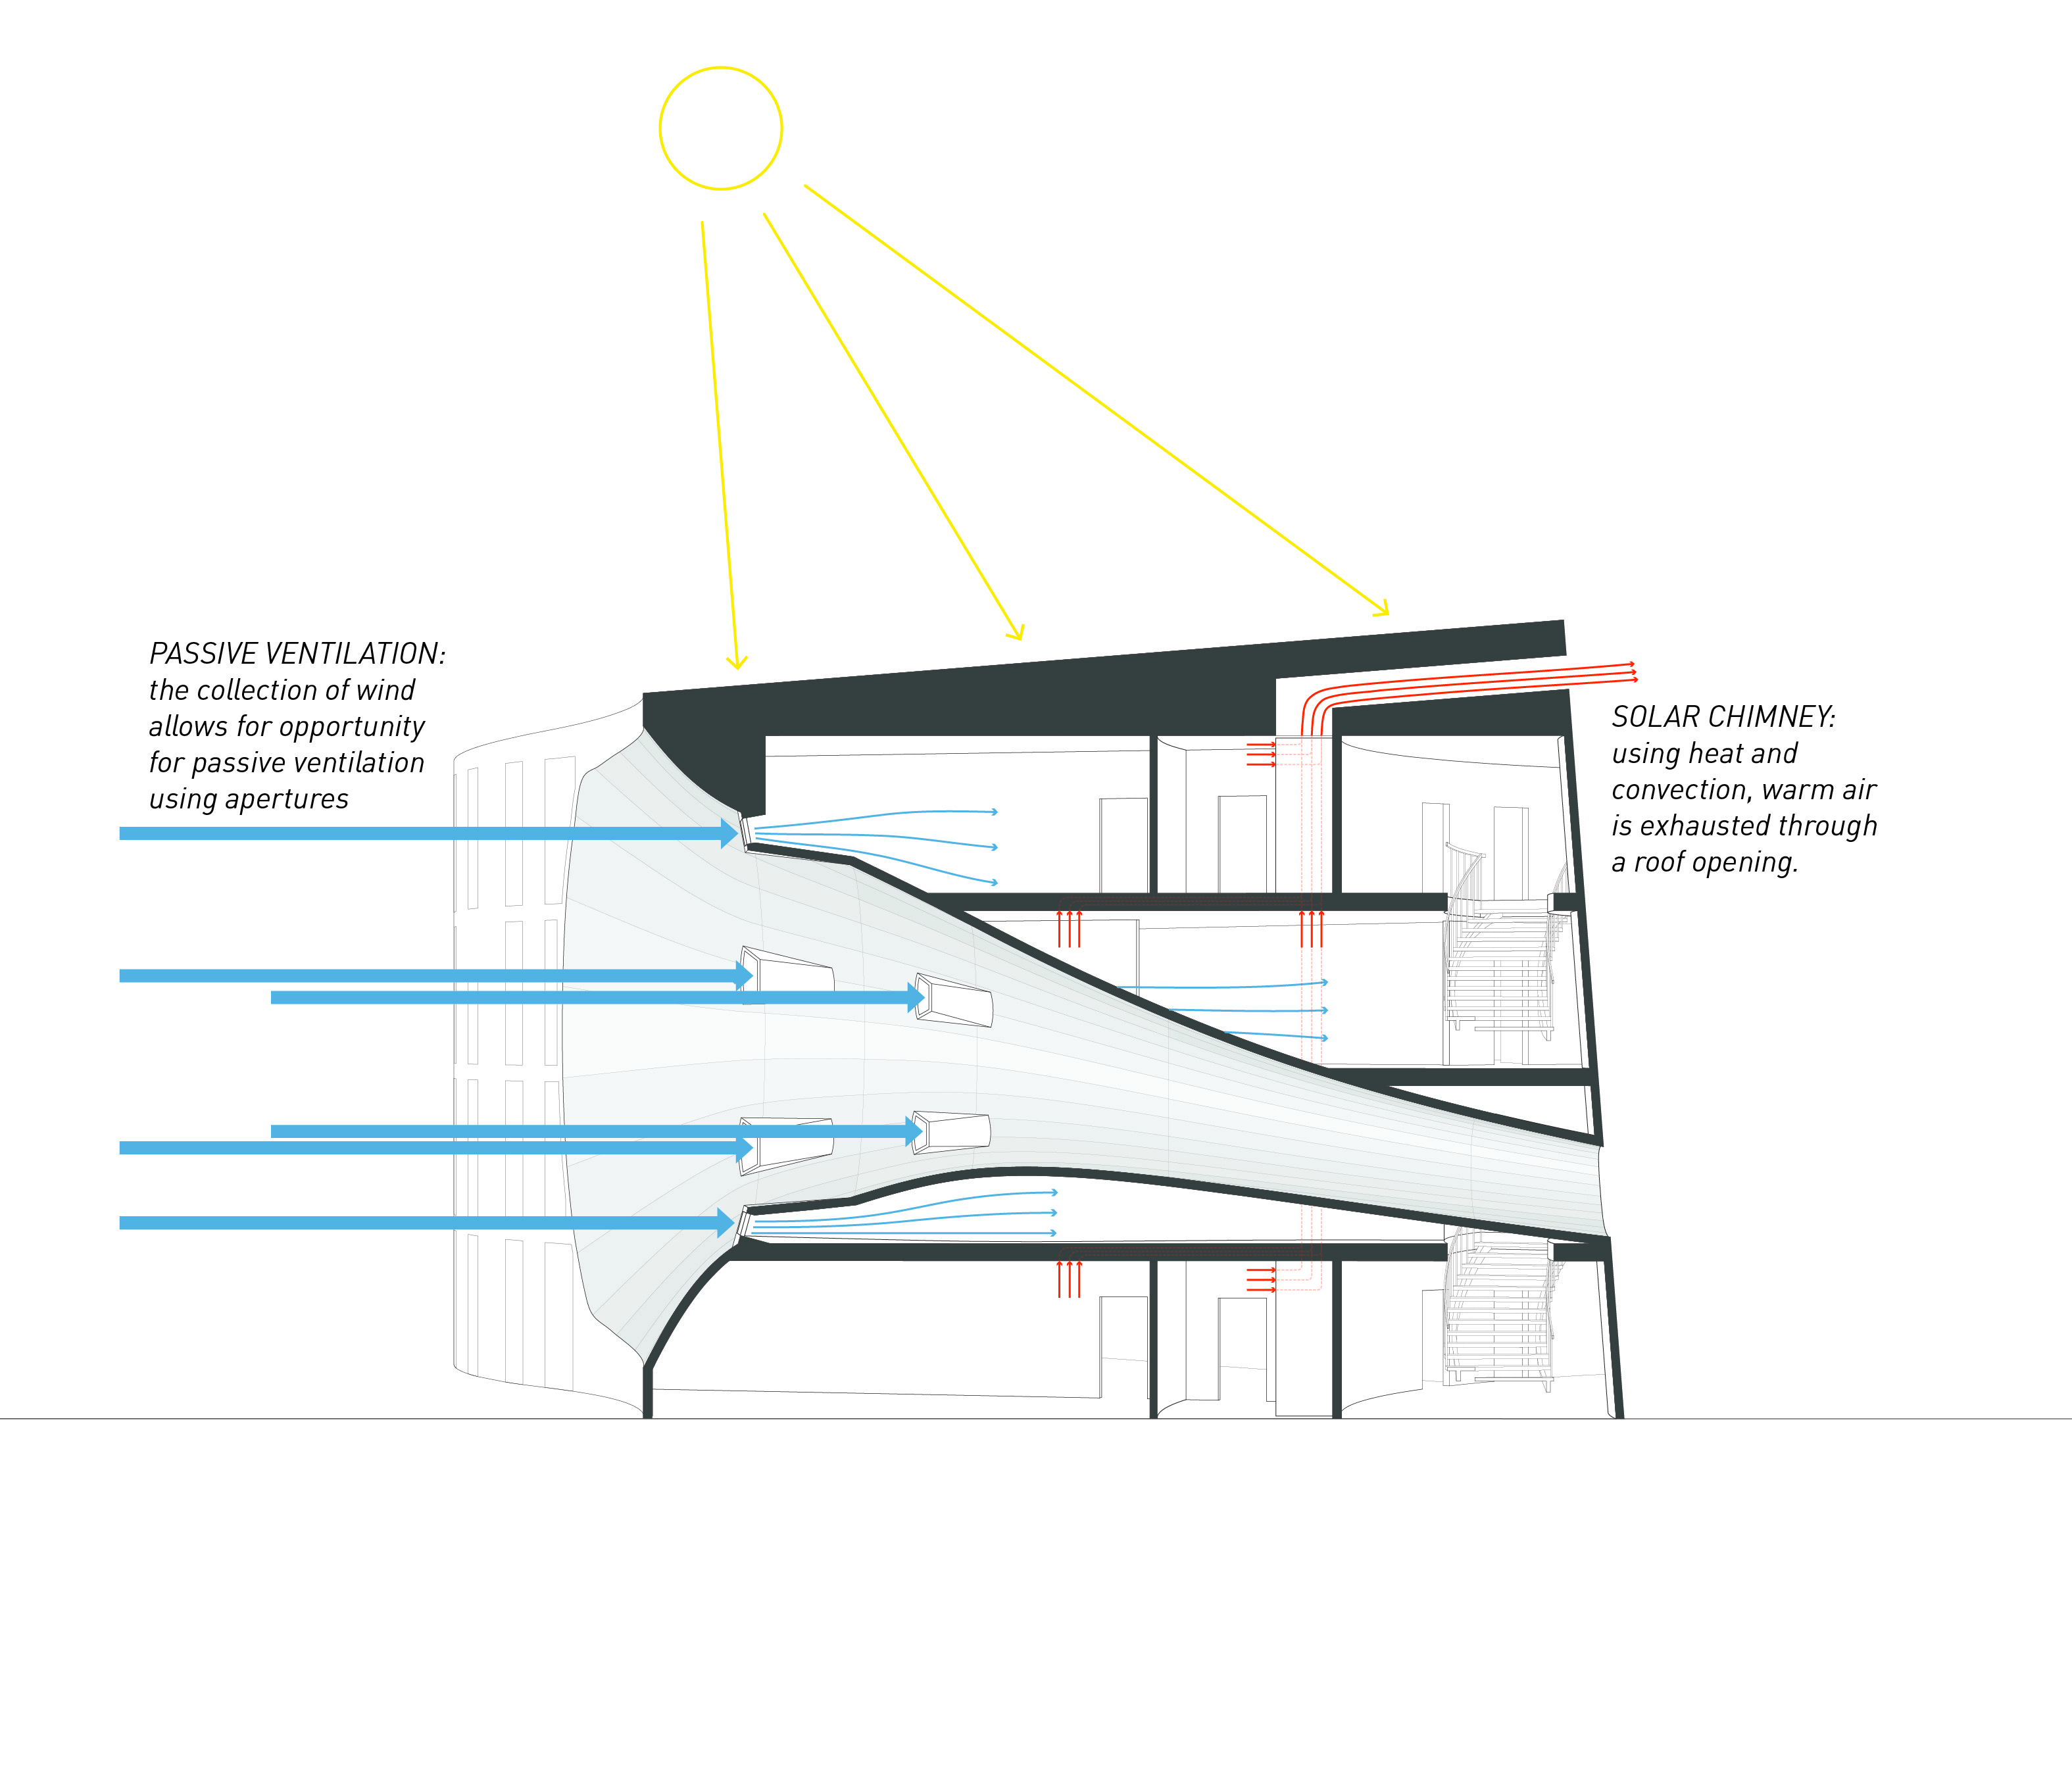 PASSIVE VENTILATION:
the collection of wind
allows for opportunity
for passive ventilation
using apertures
SOLAR CHIMNEY:
using heat and
convection, warm air
is exhausted through
a roof opening.